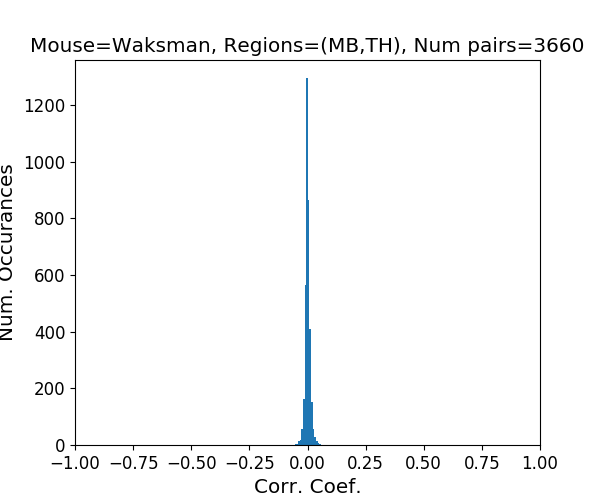 Mouse=Waksman, Regions=(MB,TH), Num pairs=3660
Num. Occurances
1200
1000
800
600
400
200
0
−1.00 −0.75 −0.50 −0.25 0.00 0.25 0.50 0.75 1.00
Corr. Coef.